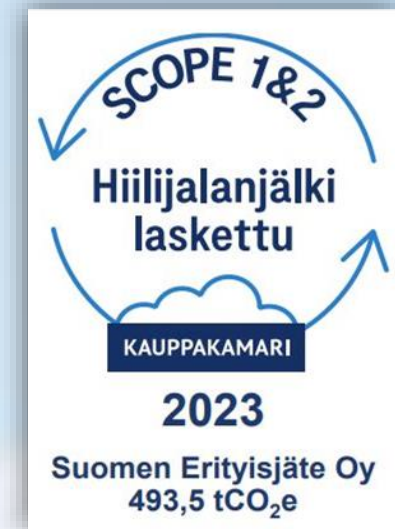 SCOPE 1&2
Hiilijalanjälki
laskettu
KAUPPAKAMARI
2023
Suomen Erityisjäte Oy
493,5 tCO₂e